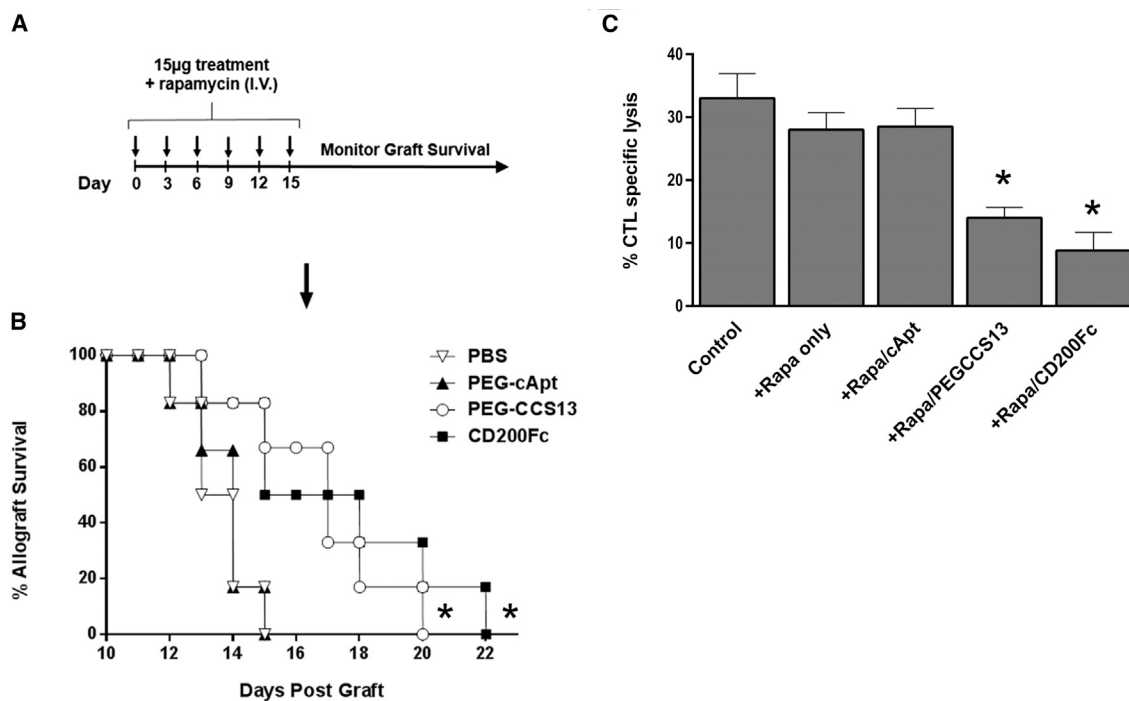 A
15µg treatment
+ rapamycin (I.V.)
Monitor Graft Survival
Day 0 3 6 9 12 15
B
% Allograft Survival
100
80
60
40
20
0
10 12 14 16 18 20 22
Days Post Graft
PBS
PEG-cApt
PEG-CCS13
CD200Fc
*
*
C
% CTL specific lysis
40
30
20
10
0
*
*
Control
+Rapa only
+Rapa/cApt
+Rapa/PEGCCS13
+Rapa/CD200Fc